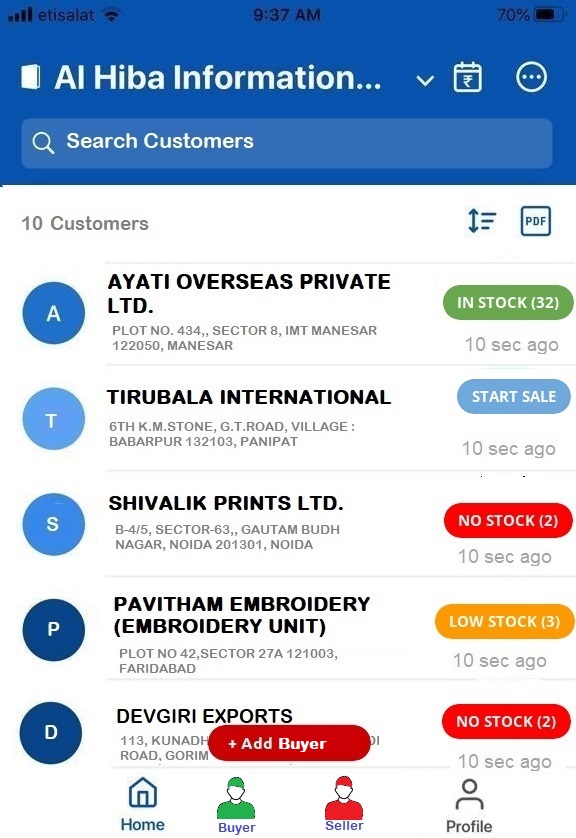 etisalat 9:37 AM 70%
Al Hiba Information...
₹
Search Customers
10 Customers
PDF
A
AYATI OVERSEAS PRIVATE
LTD.
PLOT NO. 434,, SECTOR 8, IMT MANESAR
122050, MANESAR
IN STOCK (32)
10 sec ago
T
TIRUBALA INTERNATIONAL
6TH K.M.STONE, G.T.ROAD, VILLAGE :
BABARPUR 132103, PANIPAT
START SALE
10 sec ago
S
SHIVALIK PRINTS LTD.
B-4/5, SECTOR-63,, GAUTAM BUDH
NAGAR, NOIDA 201301, NOIDA
NO STOCK (2)
10 sec ago
P
PAVITHAM EMBROIDERY
(EMBROIDERY UNIT)
PLOT NO 42,SECTOR 27A 121003,
FARIDABAD
LOW STOCK (3)
10 sec ago
D
DEVGIRI EXPORTS
113, KUNADH DI
ROAD, GORIM
NO STOCK (2)
10 sec ago
+ Add Buyer
Home Buyer Seller Profile